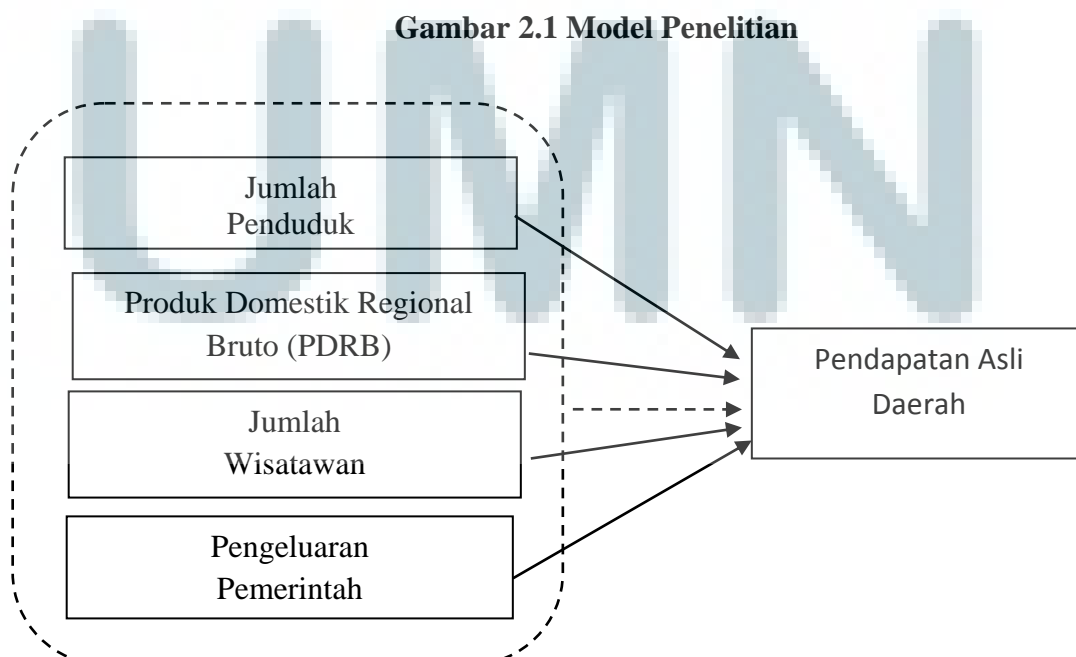 Gambar 2.1 Model Penelitian
UMN
Jumlah
Penduduk
Produk Domestik Regional
Bruto (PDRB)
Jumlah
Wisatawan
Pengeluaran
Pemerintah
Pendapatan Asli
Daerah